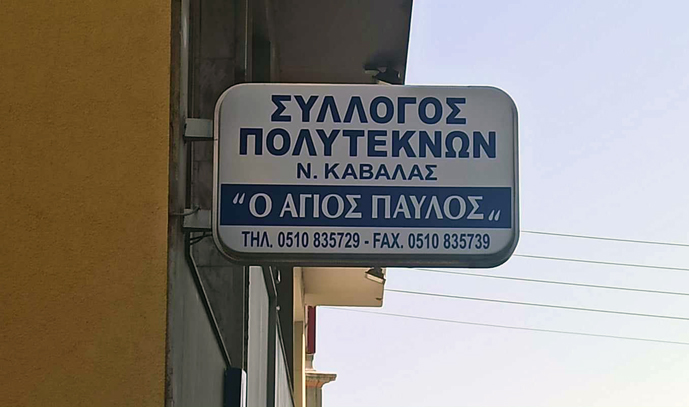 ΣΥΛΛΟΓΟΣ
ΠΟΛΥΤΕΚΝΩΝ
Ν. ΚΑΒΑΛΑΣ
“Ο ΑΓΙΟΣ ΠΑΥΛΟΣ„
ΤΗΛ. 0510 835729 - FAX. 0510 835739